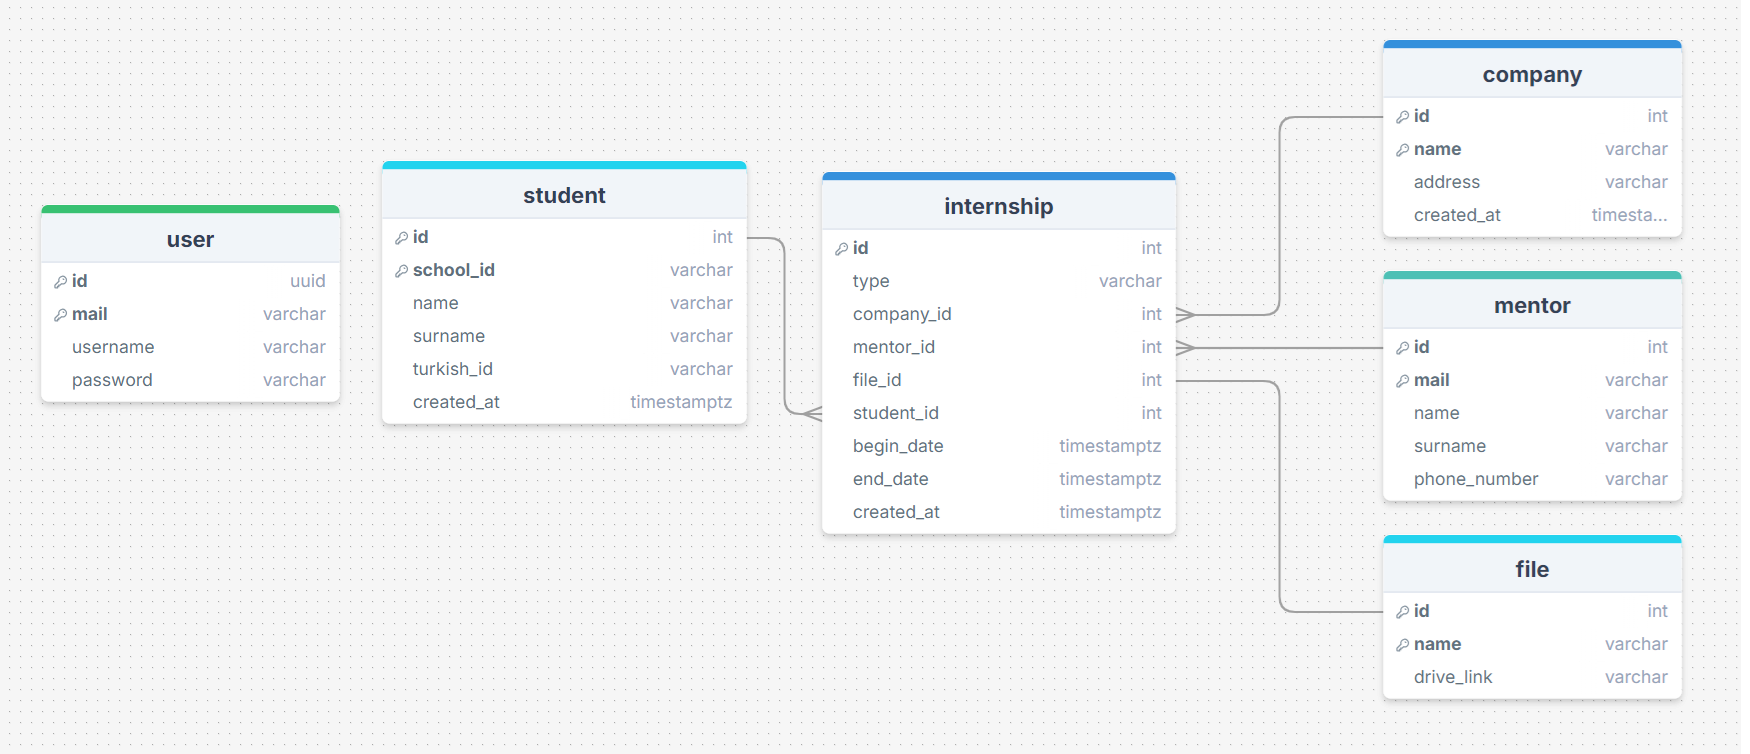 user
id uuid
mail varchar
username varchar
password varchar
student
id int
school_id varchar
name varchar
surname varchar
turkish_id varchar
created_at timestamptz
internship
id int
type varchar
company_id int
mentor_id int
file_id int
student_id int
begin_date timestamptz
end_date timestamptz
created_at timestamptz
company
id int
name varchar
address varchar
created_at timesta...
mentor
id int
mail varchar
name varchar
surname varchar
phone_number varchar
file
id int
name varchar
drive_link varchar